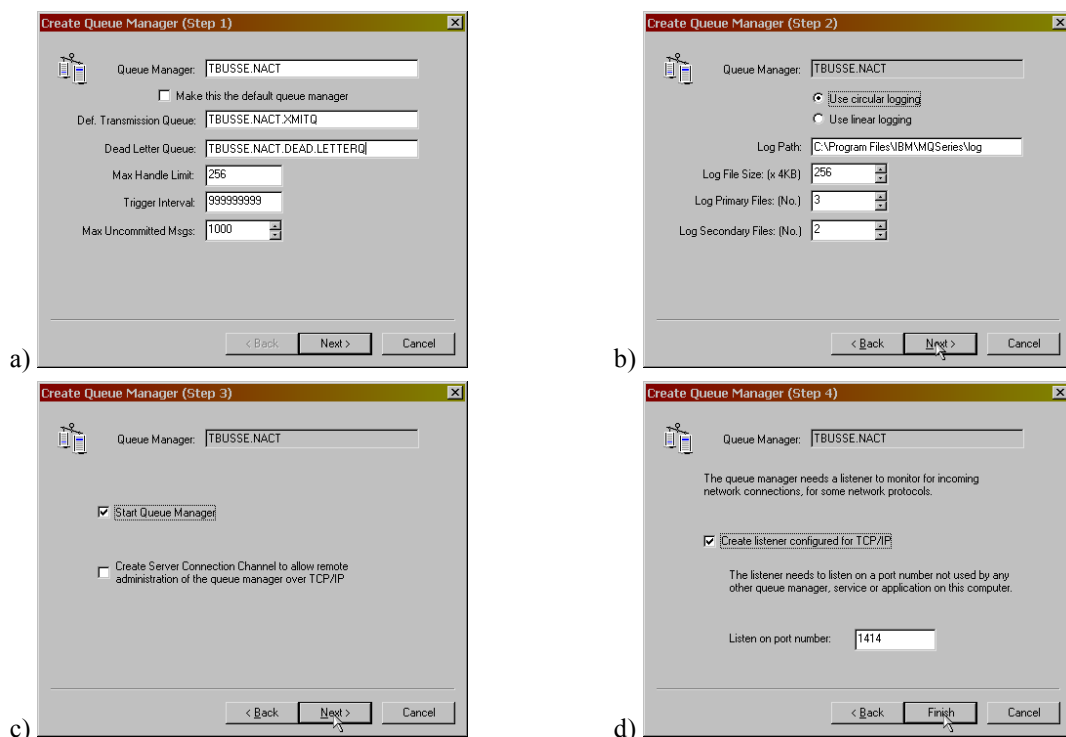 Create Queue Manager (Step 1)
Queue Manager: TBUSSE.NACT
Make this the default queue manager
Def. Transmission Queue: TBUSSE.NACT.XMITQ
Dead Letter Queue: TBUSSE.NACT.DEAD.LETTERQ
Max Handle Limit: 256
Trigger Interval: 999999999
Max Uncommitted Msgs: 1000
< Back Next > Cancel
a)
Create Queue Manager (Step 2)
Queue Manager: TBUSSE.NACT
Use circular logging
Use linear logging
Log Path: C:\Program Files\IBM\MQSeries\log
Log File Size: (x 4KB) 256
Log Primary Files: (No.) 3
Log Secondary Files: (No.) 2
< Back Next > Cancel
b)
Create Queue Manager (Step 3)
Queue Manager: TBUSSE.NACT
Start Queue Manager
Create Server Connection Channel to allow remote
administration of the queue manager over TCP/IP
< Back Next > Cancel
c)
Create Queue Manager (Step 4)
Queue Manager: TBUSSE.NACT
The queue manager needs a listener to monitor for incoming
network connections, for some network protocols.
Create listener configured for TCP/IP
The listener needs to listen on a port number not used by any
other queue manager, service or application on this computer.
Listen on port number: 1414
< Back Finish Cancel
d)